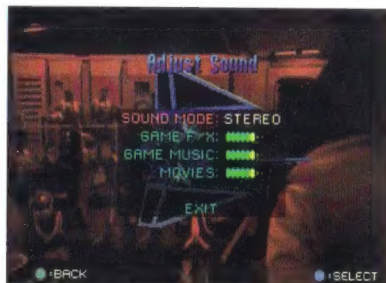 Adjust Sound
SOUND MODE: STEREO
GAME F/X:
GAME MUSIC:
MOVIES:
EXIT
:BACK
:SELECT